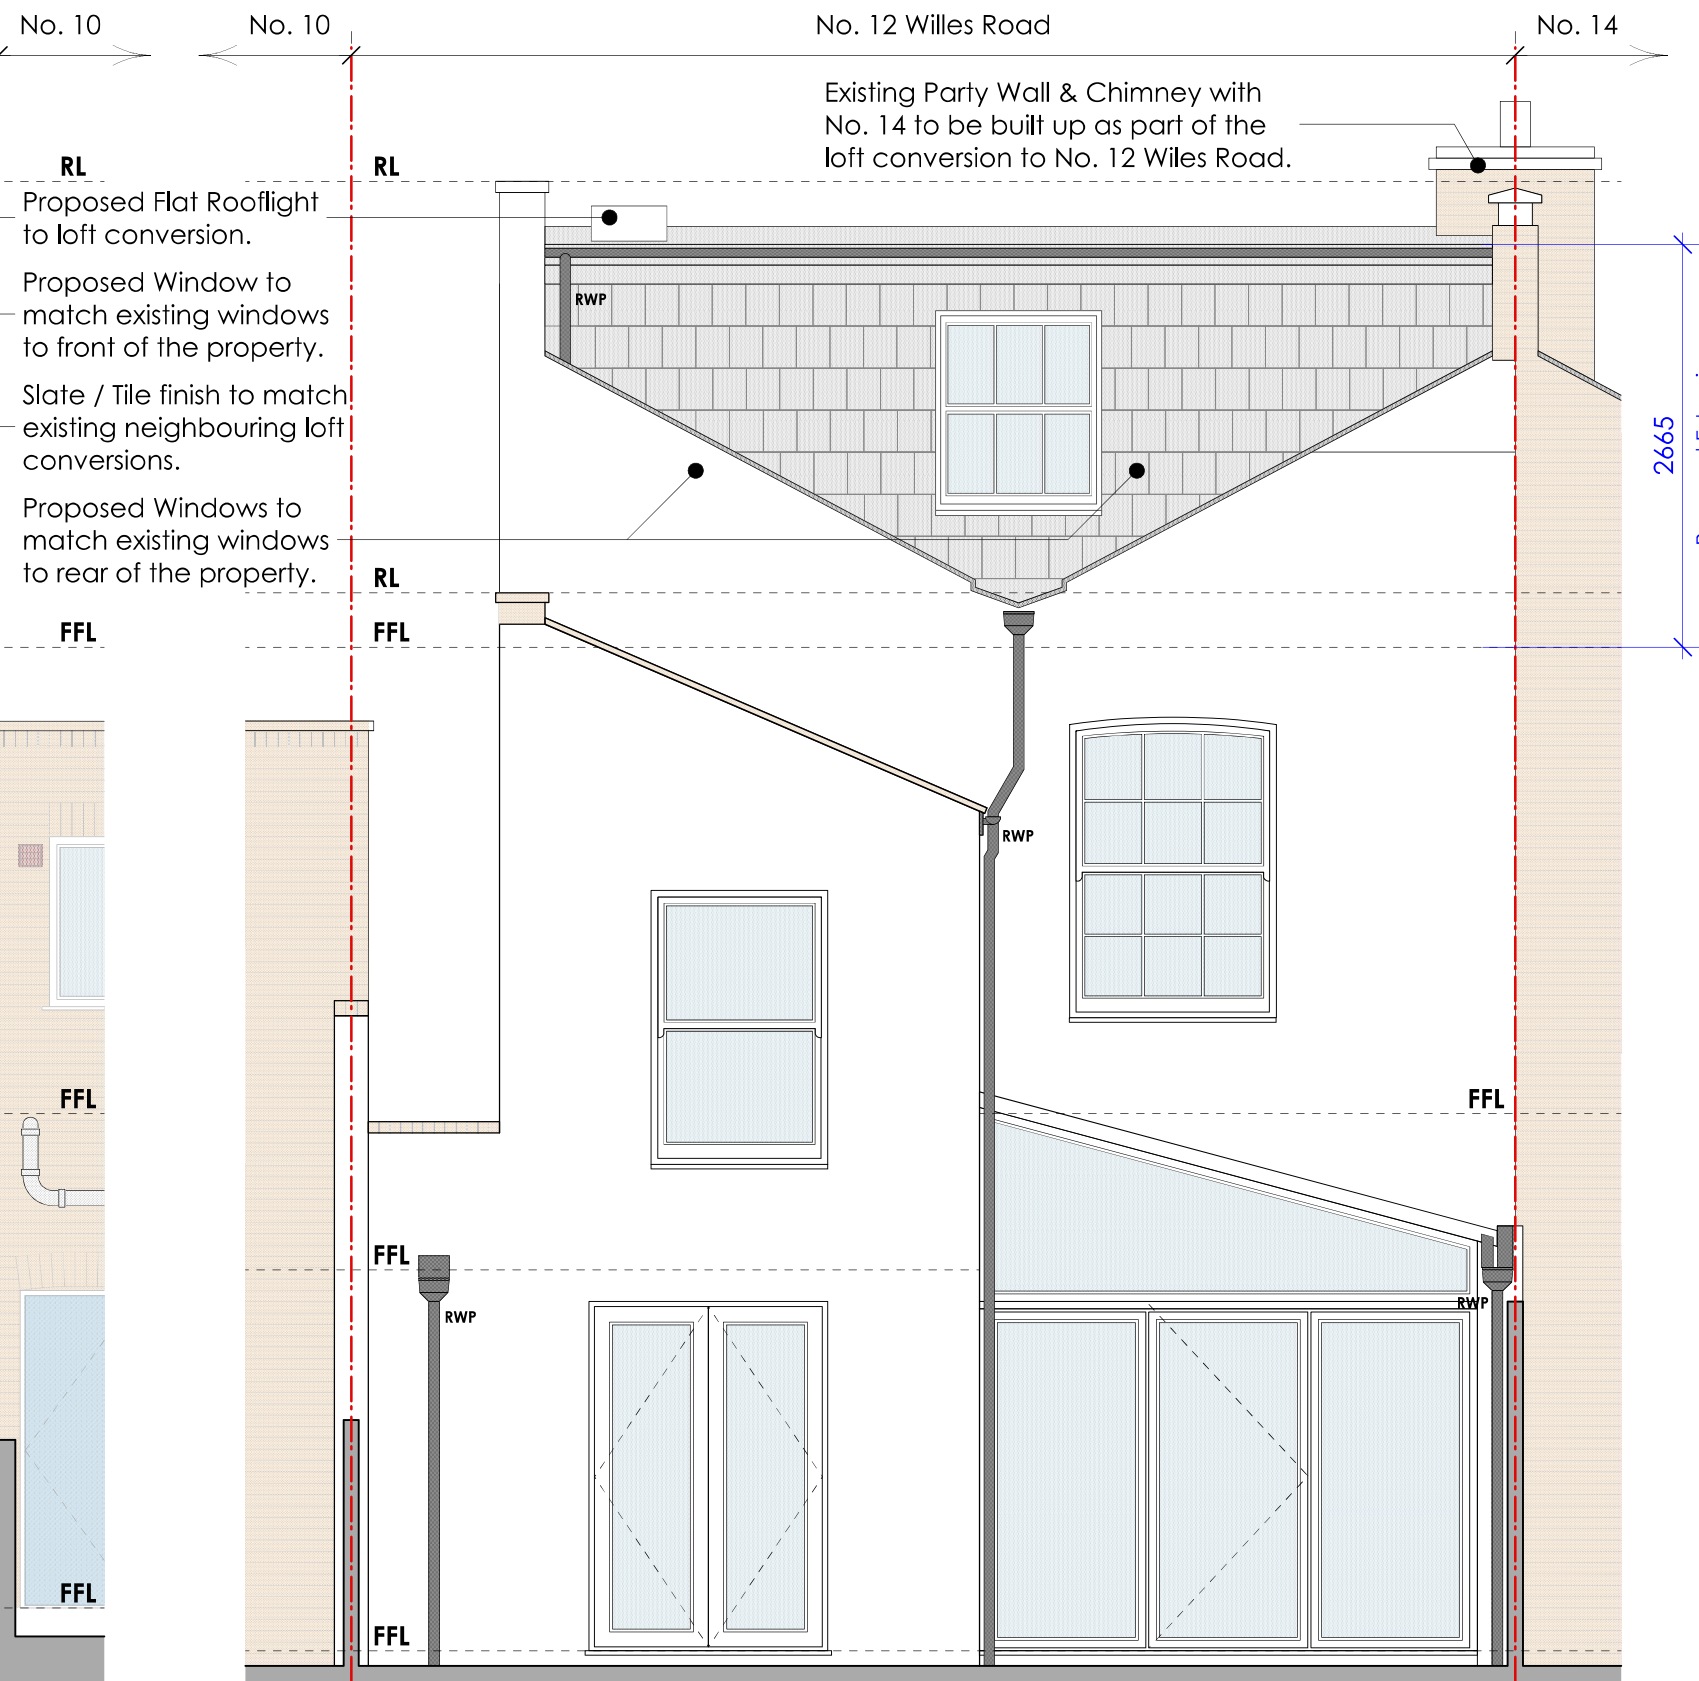 No. 10
No. 10
No. 12 Willes Road
No. 14
Existing Party Wall & Chimney with
No. 14 to be built up as part of the
loft conversion to No. 12 Wiles Road.
RL
RL
Proposed Flat Rooflight
to loft conversion.
Proposed Window to
match existing windows
to front of the property.
Slate / Tile finish to match
existing neighbouring loft
conversions.
Proposed Windows to
match existing windows
to rear of the property.
RWP
2665
RL
FFL
FFL
RWP
FFL
FFL
FFL
RWP
RWP
FFL
FFL